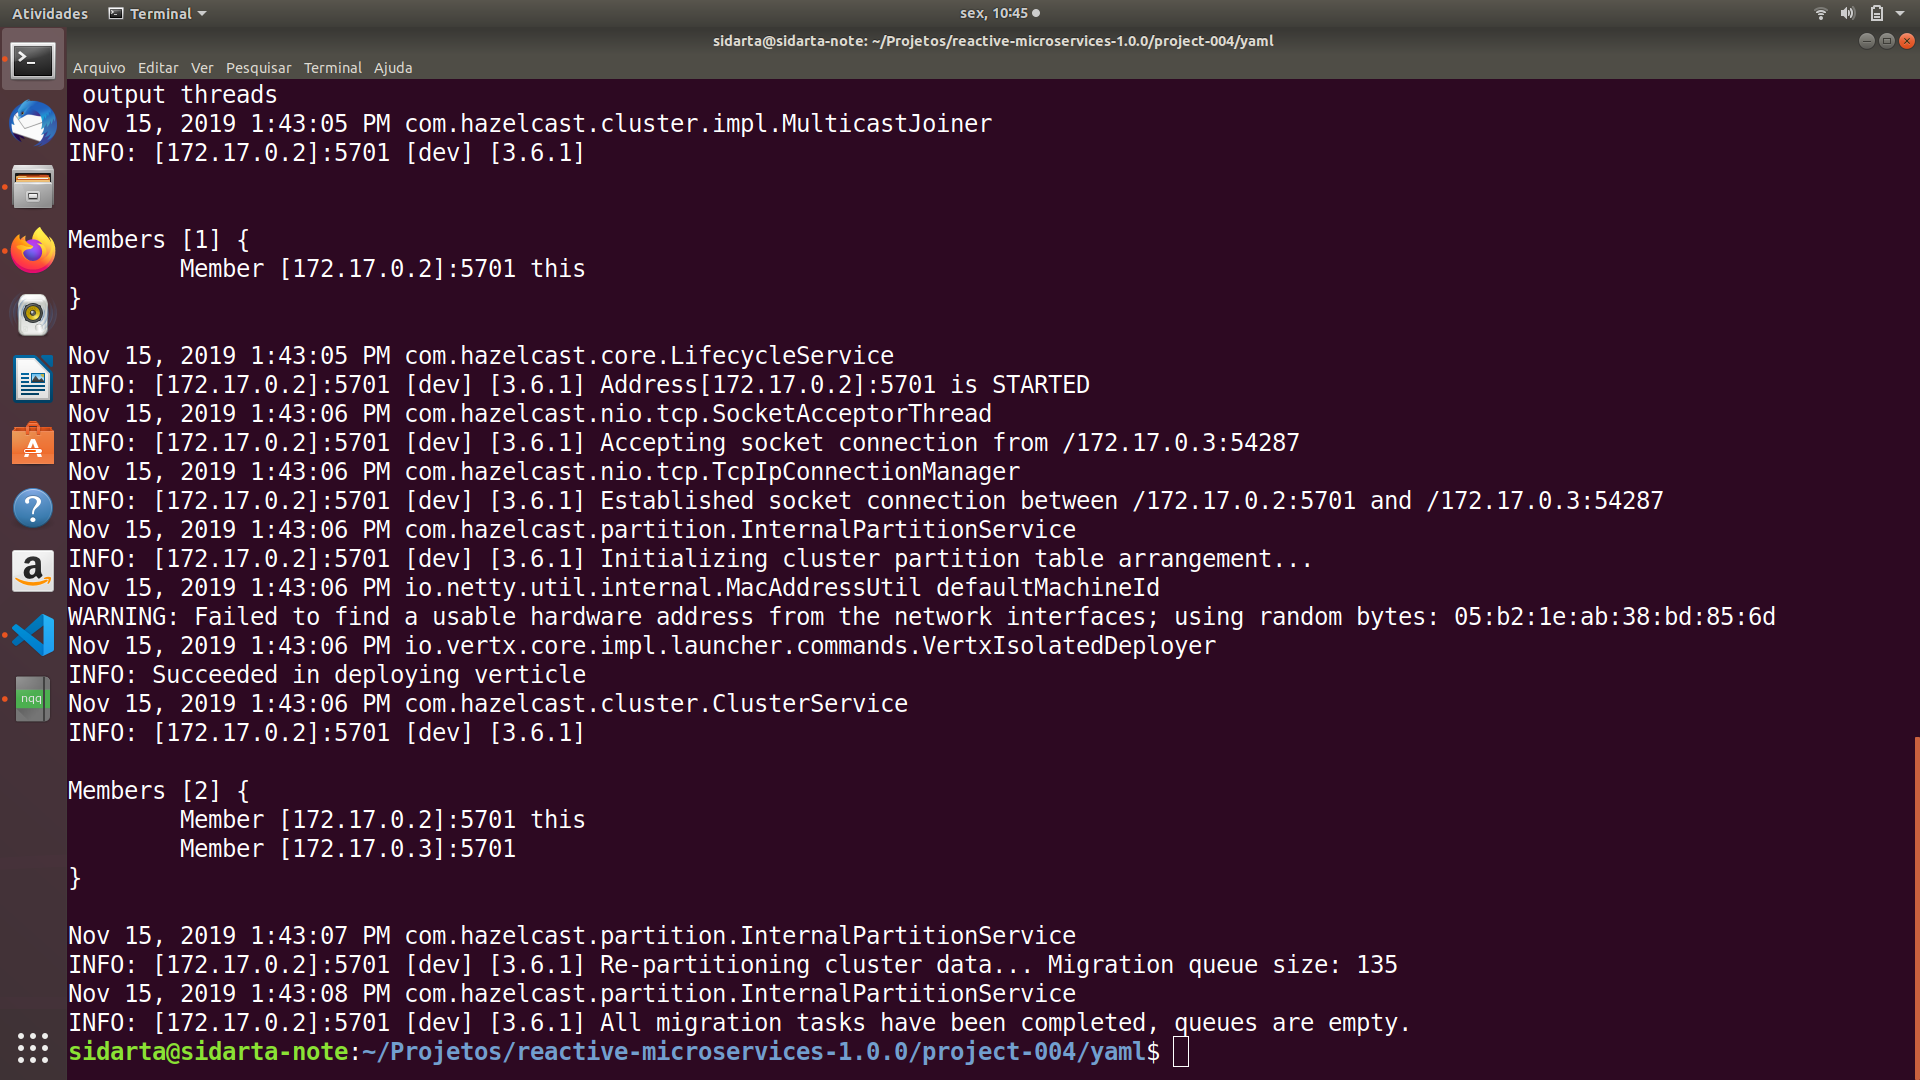 Atividades
Terminal
sex, 10:45
sidarta@sidarta-note: ~/Projetos/reactive-microservices-1.0.0/project-004/yaml
Arquivo Editar Ver Pesquisar Terminal Ajuda
output threads
Nov 15, 2019 1:43:05 PM com.hazelcast.cluster.impl.MulticastJoiner
INFO: [172.17.0.2]:5701 [dev] [3.6.1]
Members [1] {
Member [172.17.0.2]:5701 this
}
Nov 15, 2019 1:43:05 PM com.hazelcast.core.LifecycleService
INFO: [172.17.0.2]:5701 [dev] [3.6.1] Address[172.17.0.2]:5701 is STARTED
Nov 15, 2019 1:43:06 PM com.hazelcast.nio.tcp.SocketAcceptorThread
INFO: [172.17.0.2]:5701 [dev] [3.6.1] Accepting socket connection from /172.17.0.3:54287
Nov 15, 2019 1:43:06 PM com.hazelcast.nio.tcp.TcpIpConnectionManager
INFO: [172.17.0.2]:5701 [dev] [3.6.1] Established socket connection between /172.17.0.2:5701 and /172.17.0.3:54287
Nov 15, 2019 1:43:06 PM com.hazelcast.partition.InternalPartitionService
INFO: [172.17.0.2]:5701 [dev] [3.6.1] Initializing cluster partition table arrangement...
Nov 15, 2019 1:43:06 PM io.netty.util.internal.MacAddressUtil defaultMachineId
WARNING: Failed to find a usable hardware address from the network interfaces; using random bytes: 05:b2:1e:ab:38:bd:85:6d
Nov 15, 2019 1:43:06 PM io.vertx.core.impl.launcher.commands.VertxIsolatedDeployer
INFO: Succeeded in deploying verticle
Nov 15, 2019 1:43:06 PM com.hazelcast.cluster.ClusterService
INFO: [172.17.0.2]:5701 [dev] [3.6.1]
Members [2] {
Member [172.17.0.2]:5701 this
Member [172.17.0.3]:5701
}
Nov 15, 2019 1:43:07 PM com.hazelcast.partition.InternalPartitionService
INFO: [172.17.0.2]:5701 [dev] [3.6.1] Re-partitioning cluster data... Migration queue size: 135
Nov 15, 2019 1:43:08 PM com.hazelcast.partition.InternalPartitionService
INFO: [172.17.0.2]:5701 [dev] [3.6.1] All migration tasks have been completed, queues are empty.
sidarta@sidarta-note:~/Projetos/reactive-microservices-1.0.0/project-004/yaml$
nqq